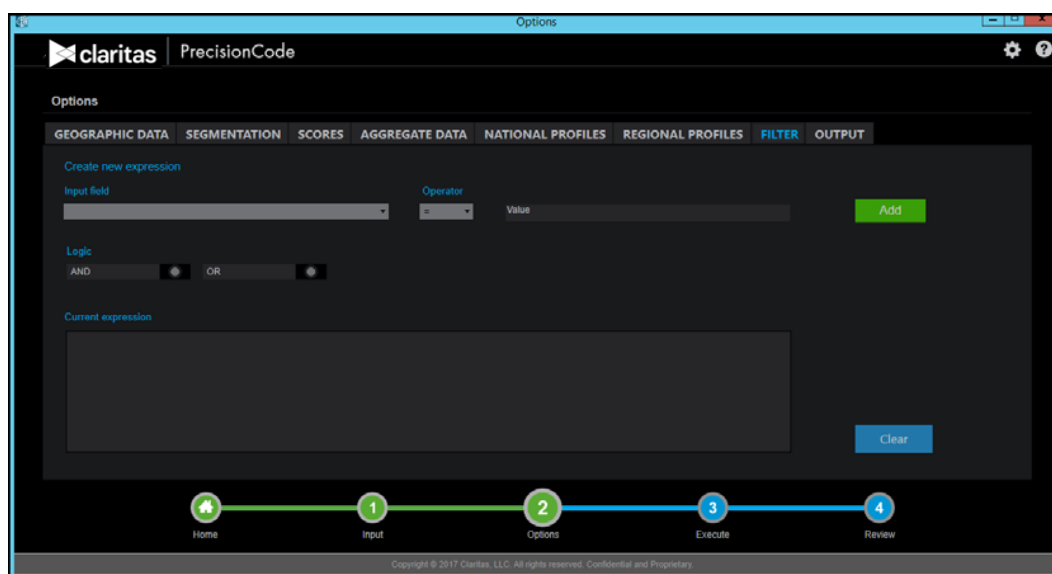 Options
claritas PrecisionCode
Options
GEOGRAPHIC DATA SEGMENTATION SCORES AGGREGATE DATA NATIONAL PROFILES REGIONAL PROFILES FILTER OUTPUT
Create new expression
Input field Operator
= Value Add
Logic
AND OR
Current expression
Clear
1 2 3 4
Home Input Options Execute Review
Copyright © 2017 Claritas, LLC. All rights reserved. Confidential and Proprietary.